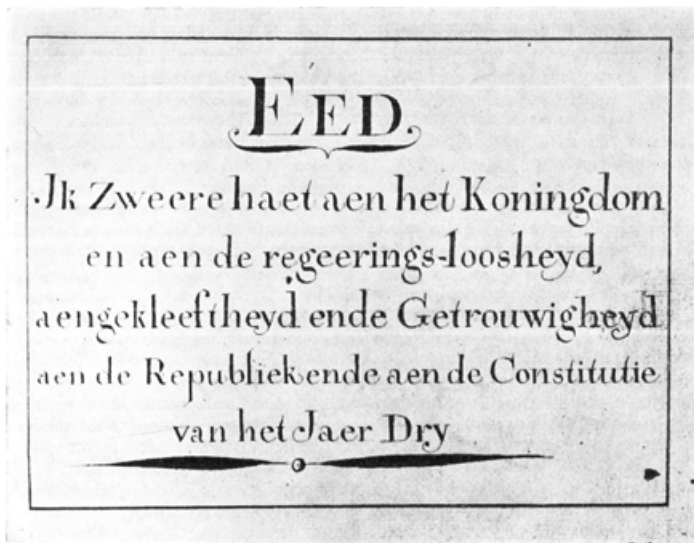 EED
Jk Zweere haet aen het Koningdom
en aen de regeerings-loosheyd,
aengekleeftheyd ende Getrouwigheyd
aen de Republiek ende aen de Constitutie
van het Jaer Dry